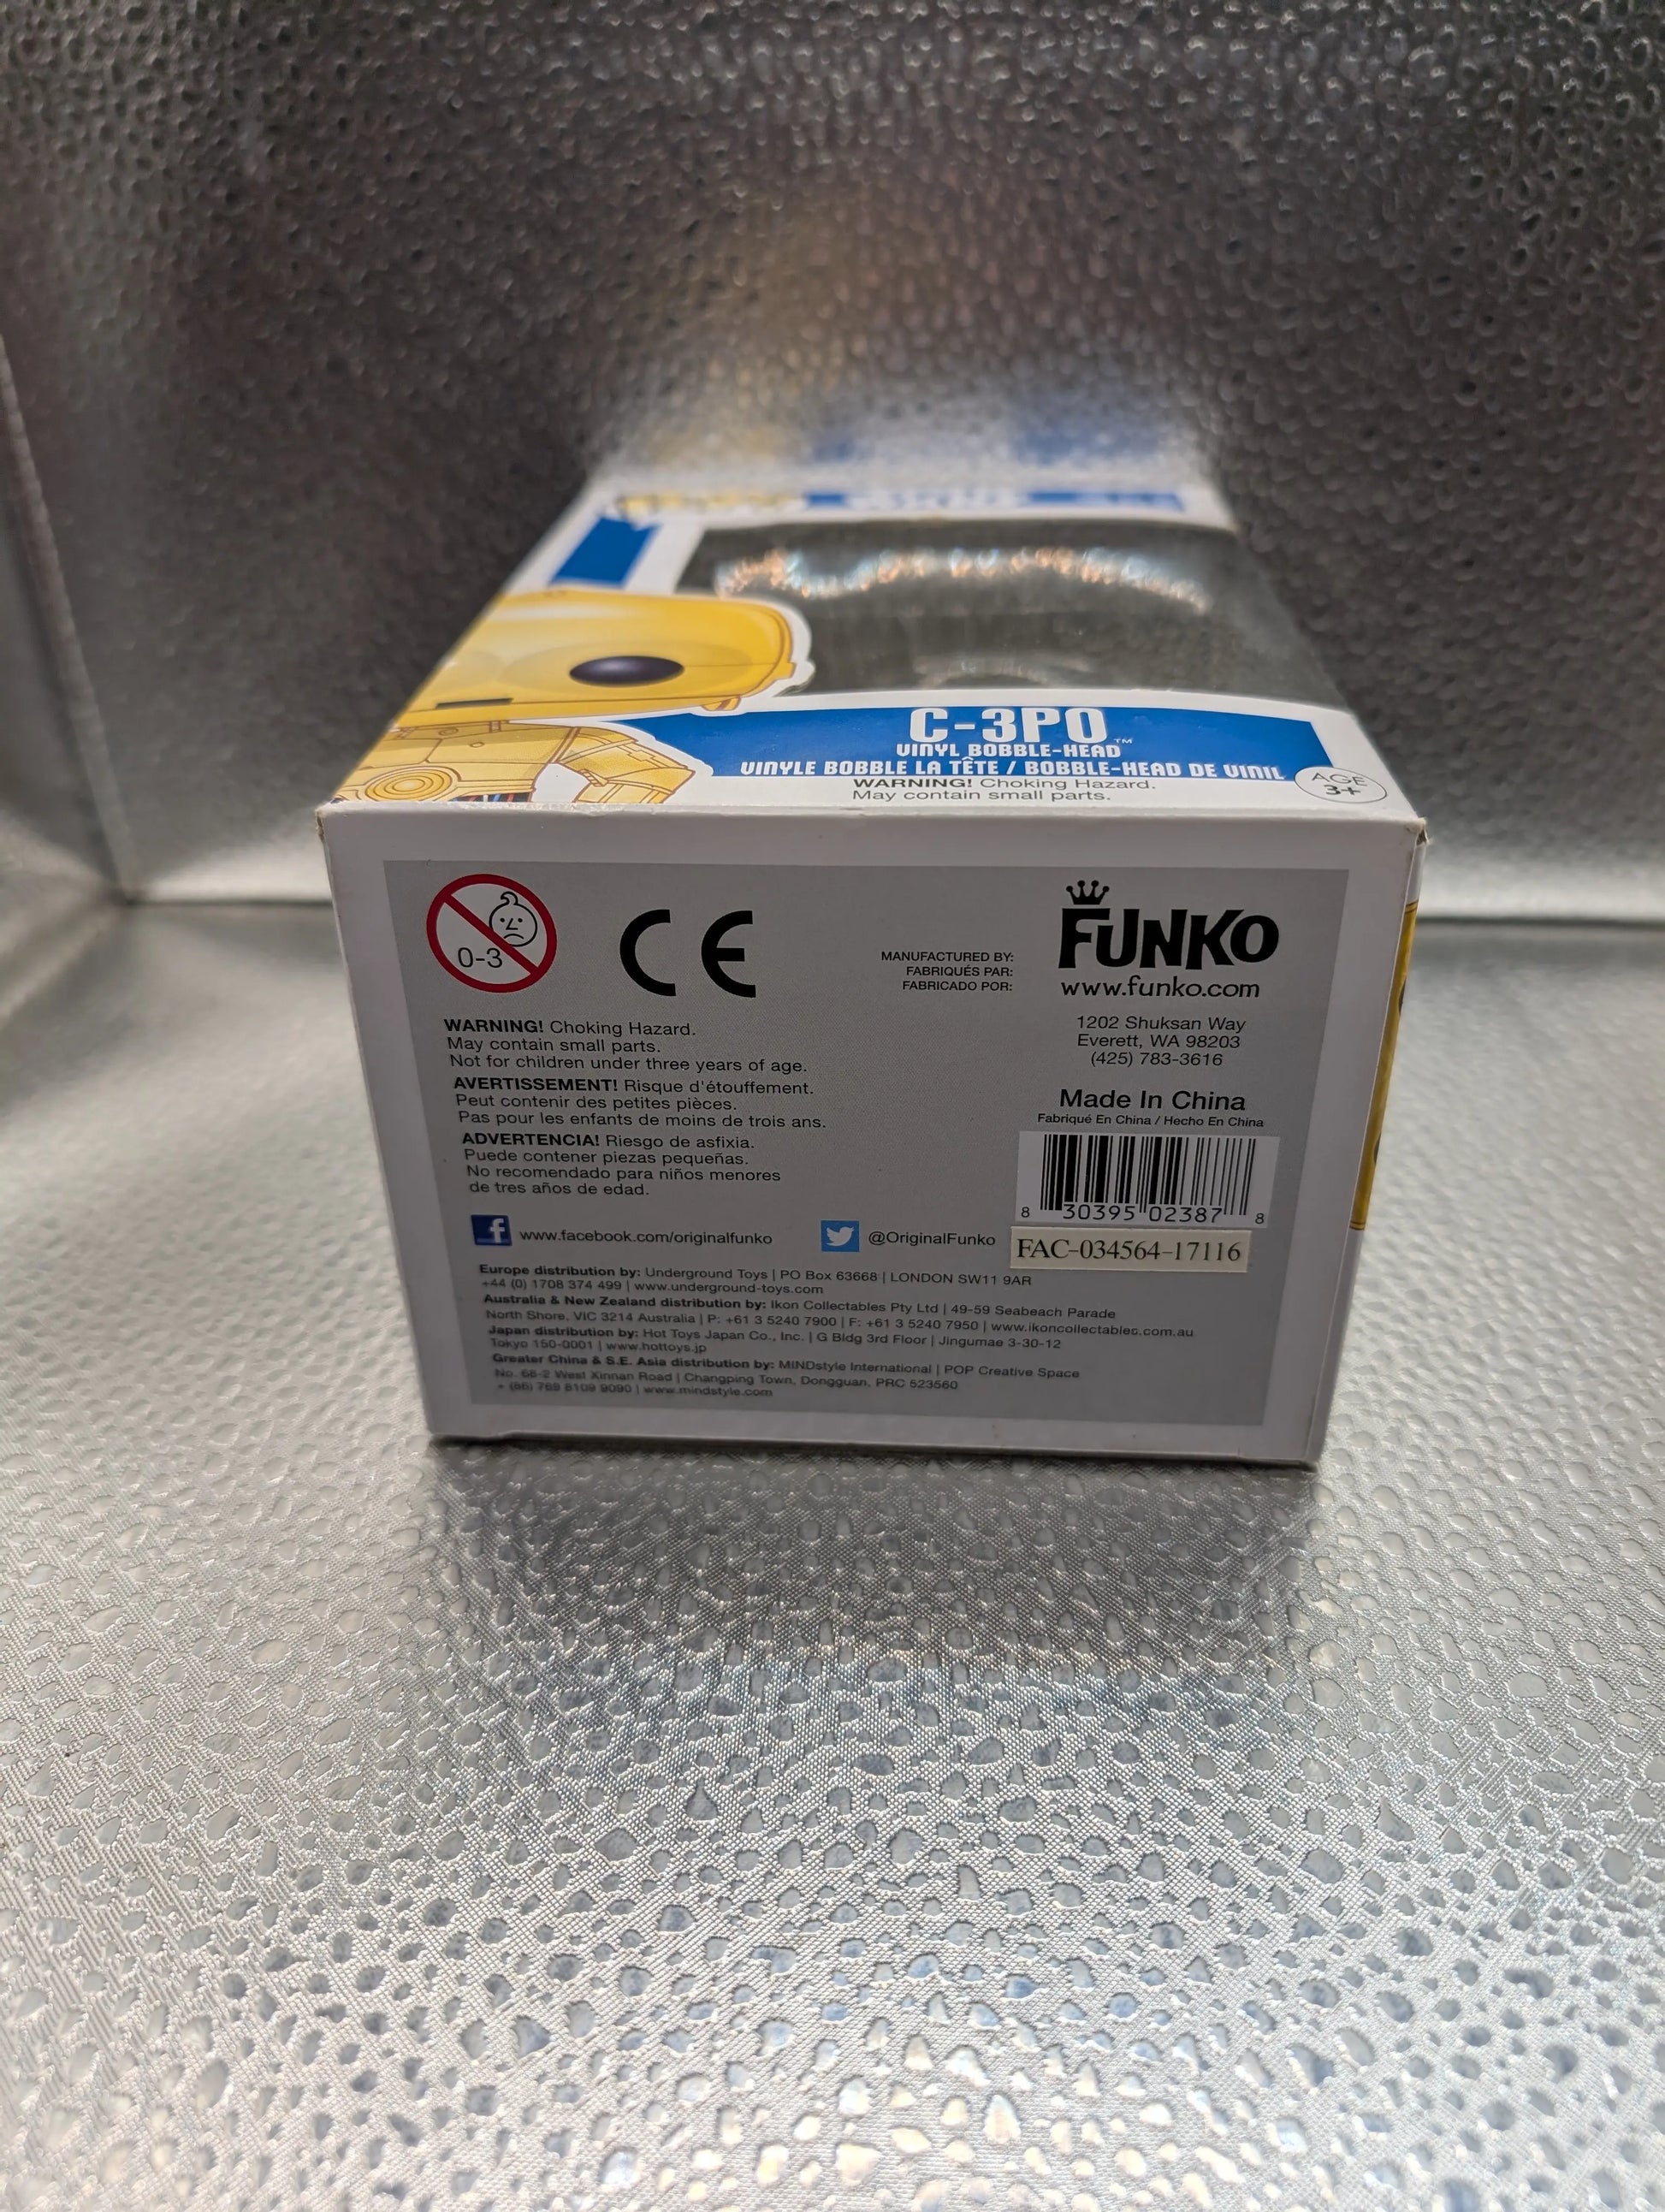 C-3PO™
VINYL BOBBLE-HEAD
VINYLE BOBBLE LA TÊTE / BOBBLE-HEAD DE VINIL
WARNING! Choking Hazard.
May contain small parts.
AGE
3+
0-3
CE
MANUFACTURED BY:
FABRIQUÉS PAR:
FABRICADO POR:
FUNKO
www.funko.com
1202 Shuksan Way
Everett, WA 98203
(425) 783-3616
Made In China
Fabriqué En China / Hecho En China
8 30395 02387 8
FAC-034564-17116
WARNING! Choking Hazard.
May contain small parts.
Not for children under three years of age.
AVERTISSEMENT! Risque d'étouffement.
Peut contenir des petites pièces.
Pas pour les enfants de moins de trois ans.
ADVERTENCIA! Riesgo de asfixia.
Puede contener piezas pequeñas.
No recomendado para niños menores
de tres años de edad.
f www.facebook.com/originalfunko
@OriginalFunko
Europe distribution by: Underground Toys | PO Box 63668 | LONDON SW11 9AR
+44 (0) 1708 374 499 | www.underground-toys.com
Australia & New Zealand distribution by: Ikon Collectables Pty Ltd | 49-59 Seabeach Parade
North Shore, VIC 3214 Australia | P: +61 3 5240 7900 | F: +61 3 5240 7950 | www.ikoncollectables.com.au
Japan distribution by: Hot Toys Japan Co., Inc. | G Bldg 3rd Floor | Jingumae 3-30-12
Tokyo 150-0001 | www.hottoys.jp
Greater China & S.E. Asia distribution by: MINDstyle International | POP Creative Space
No. 68-2 West Xinnan Road | Changping Town, Dongguan, PRC 523560
+ (86) 769 8109 9090 | www.mindstyle.com